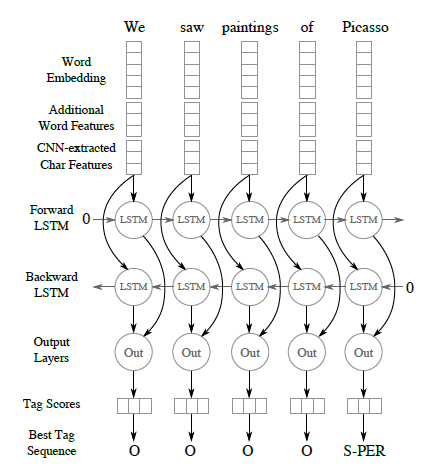 We saw paintings of Picasso
Word
Embedding
Additional
Word Features
CNN-extracted
Char Features
Forward
LSTM
0 LSTM LSTM LSTM LSTM LSTM
Backward
LSTM
LSTM LSTM LSTM LSTM LSTM 0
Output
Layers
Out Out Out Out Out
Tag Scores
Best Tag
Sequence
O O O O S-PER